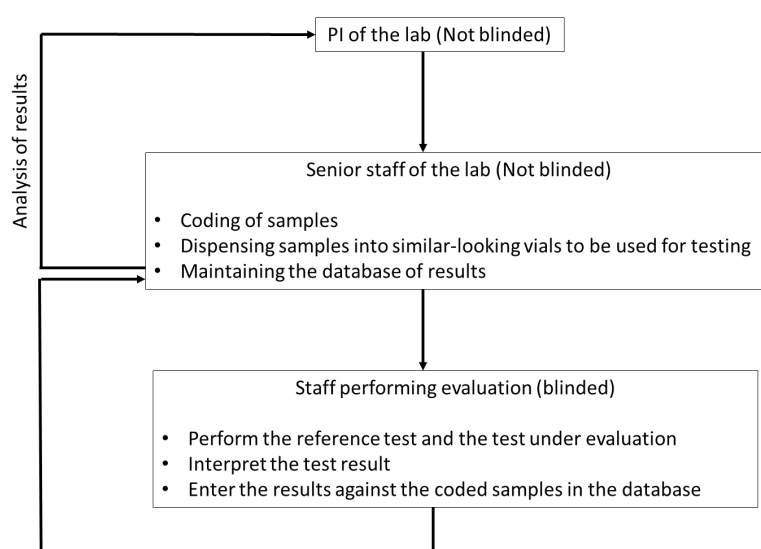 PI of the lab (Not blinded)
Analysis of results
Senior staff of the lab (Not blinded)
• Coding of samples
• Dispensing samples into similar-looking vials to be used for testing
• Maintaining the database of results
Staff performing evaluation (blinded)
• Perform the reference test and the test under evaluation
• Interpret the test result
• Enter the results against the coded samples in the database